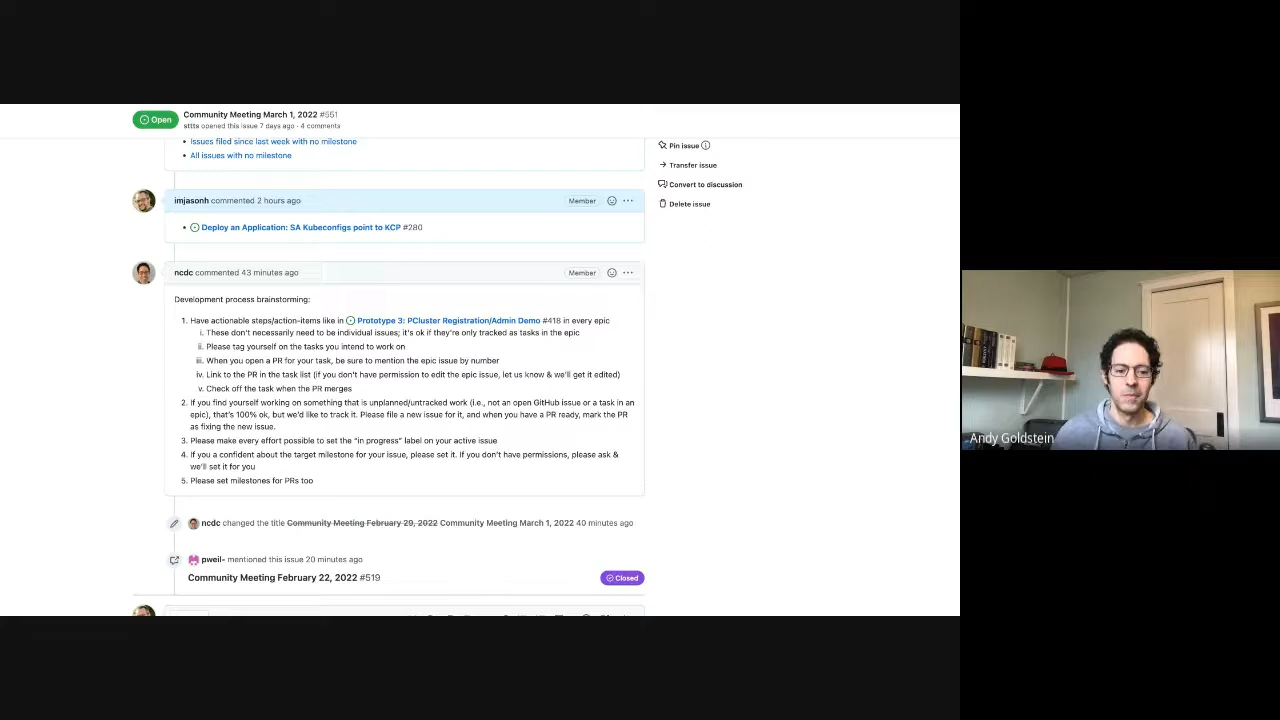 Open
Community Meeting March 1, 2022 #551
sttts opened this issue 7 days ago · 4 comments
• Issues filed since last week with no milestone
• All issues with no milestone
Pin issue
Transfer issue
Convert to discussion
Delete issue
imjasonh commented 2 hours ago
Member
• Deploy an Application: SA Kubeconfigs point to KCP #280
ncdc commented 43 minutes ago
Member
Development process brainstorming:
1. Have actionable steps/action-items like in Prototype 3: PCluster Registration/Admin Demo #418 in every epic
i. These don't necessarily need to be individual issues; it's ok if they're only tracked as tasks in the epic
ii. Please tag yourself on the tasks you intend to work on
iii. When you open a PR for your task, be sure to mention the epic issue by number
iv. Link to the PR in the task list (if you don't have permission to edit the epic issue, let us know & we'll get it edited)
v. Check off the task when the PR merges
2. If you find yourself working on something that is unplanned/untracked work (i.e., not an open GitHub issue or a task in an
epic), that's 100% ok, but we'd like to track it. Please file a new issue for it, and when you have a PR ready, mark the PR
as fixing the new issue.
3. Please make every effort possible to set the "in progress" label on your active issue
4. If you a confident about the target milestone for your issue, please set it. If you don't have permissions, please ask &
we'll set it for you
5. Please set milestones for PRs too
ncdc changed the title Community Meeting February 29, 2022 Community Meeting March 1, 2022 40 minutes ago
pweil- mentioned this issue 20 minutes ago
Community Meeting February 22, 2022 #519
Closed
Andy Goldstein